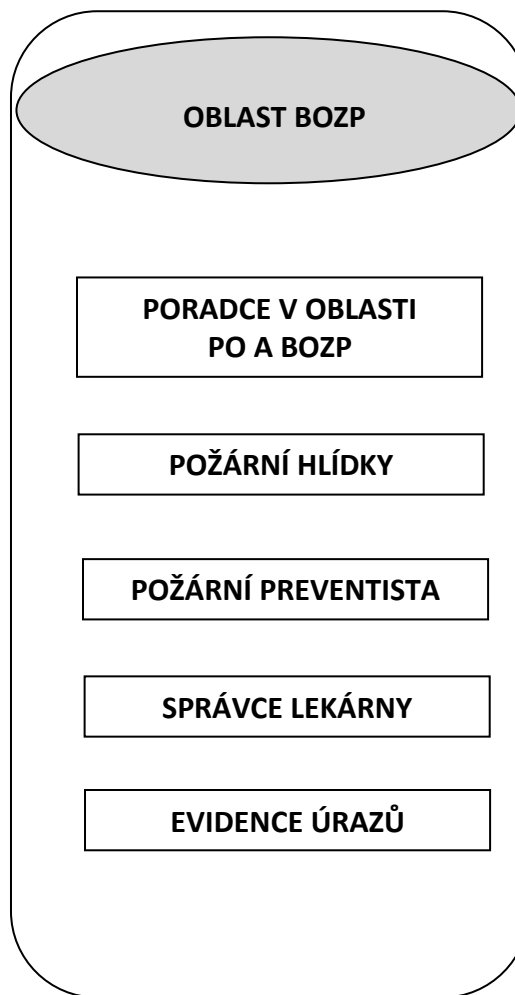 OBLAST BOZP
PORADCE V OBLASTI
PO A BOZP
POŽÁRNÍ HLÍDKY
POŽÁRNÍ PREVENTISTA
SPRÁVCE LEKÁRNY
EVIDENCE ÚRAZŮ